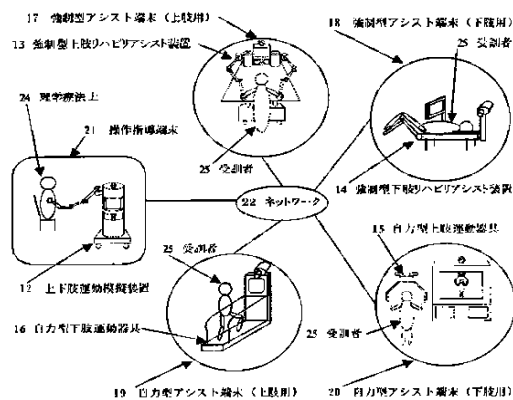 17 強制型アシスト端末（上肢用）
13 強制型上肢リハビリアシスト装置
18 強制型アシスト端末（下肢用）
25 受訓者
24 理学療法士
21 操作指導端末
25 受訓者
14 強制型下肢リハビリアシスト装置
22 ネットワーク
25 受訓者
15 自力型上肢運動器具
12 上下肢運動模擬装置
16 自力型下肢運動器具
25 受訓者
19 自力型アシスト端末（上肢用）
20 自力型アシスト端末（下肢用）